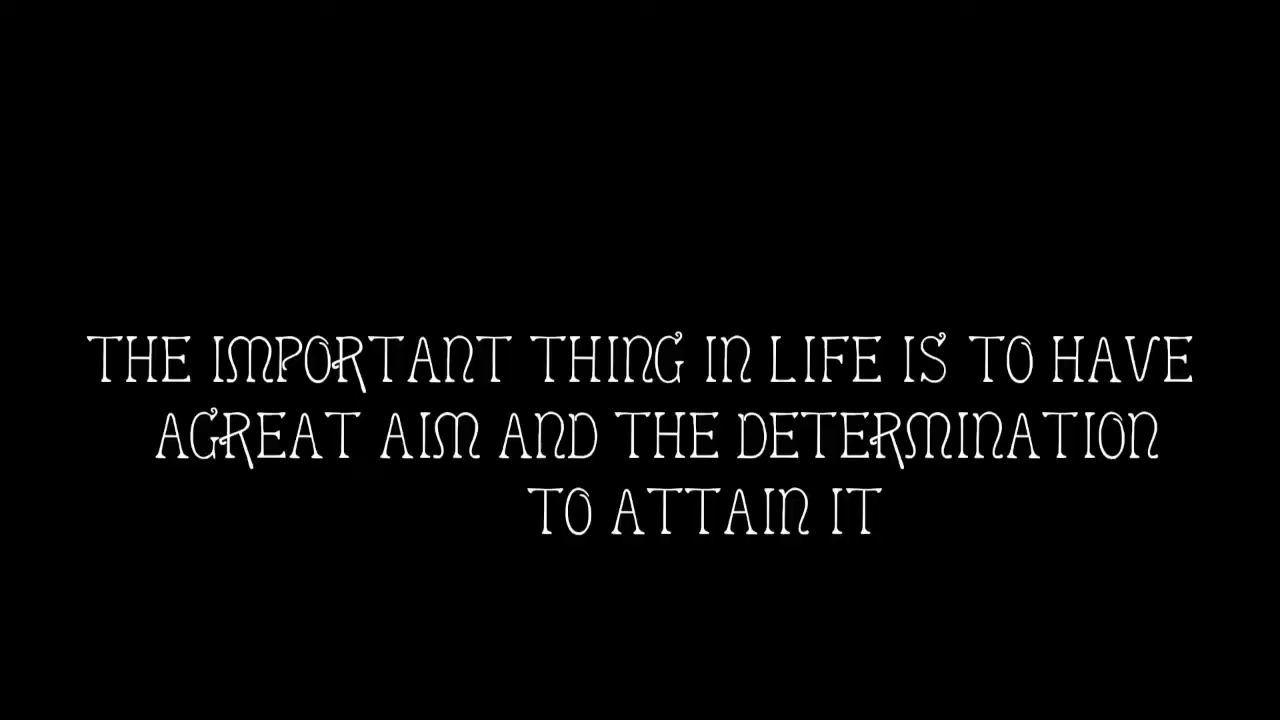 THE IMPORTANT THING IN LIFE IS TO HAVE
AGREAT AIM AND THE DETERMINATION
TO ATTAIN IT